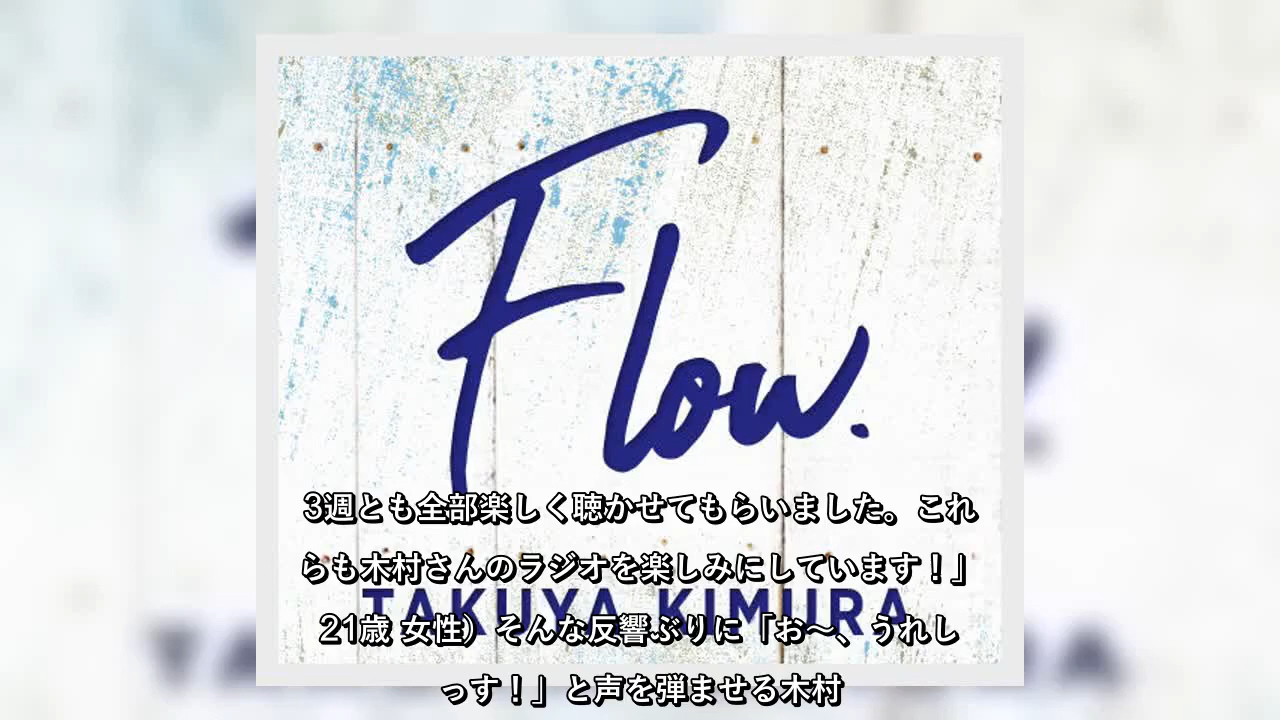 Flow.
3週とも全部楽しく聴かせてもらいました。これ
らも木村さんのラジオを楽しみにしています！」
TAKUYA KIMURA
21歳 女性）そんな反響ぶりに「お〜、うれし
っす！」と声を弾ませる木村